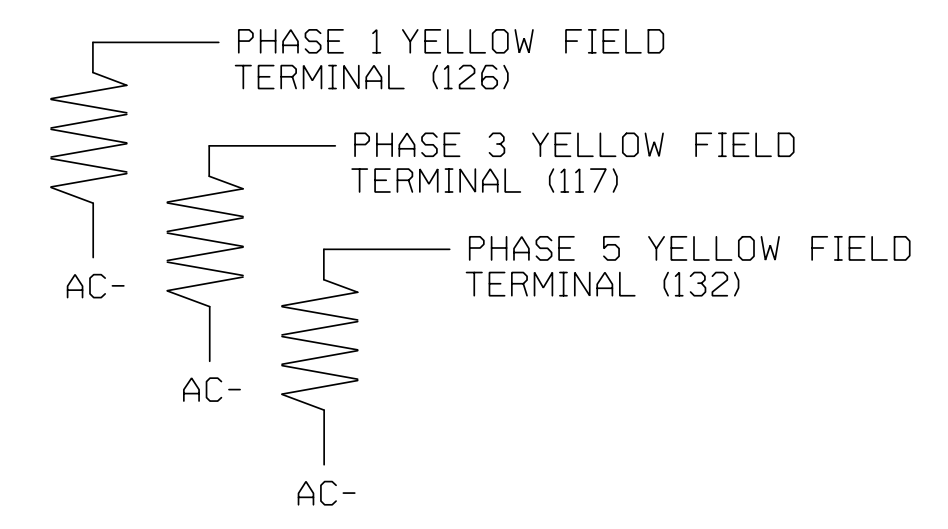 PHASE 1 YELLOW FIELD
TERMINAL (126)
PHASE 3 YELLOW FIELD
TERMINAL (117)
PHASE 5 YELLOW FIELD
TERMINAL (132)
AC-
AC-
AC-